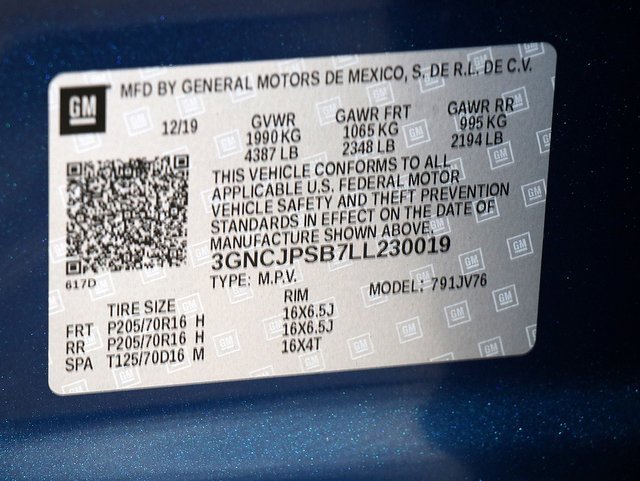 GM
MFD BY GENERAL MOTORS DE MEXICO, S, DE R.L. DE C.V.
12/19 GVWR GAWR FRT GAWR RR
1990 KG 1065 KG 995 KG
4387 LB 2348 LB 2194 LB
THIS VEHICLE CONFORMS TO ALL
APPLICABLE U.S. FEDERAL MOTOR
VEHICLE SAFETY AND THEFT PREVENTION
STANDARDS IN EFFECT ON THE DATE OF
MANUFACTURE SHOWN ABOVE.
3GNCJPSB7LL230019
617D
TYPE: M.P.V. MODEL: 791JV76
TIRE SIZE RIM
FRT P205/70R16 H 16X6.5J
RR P205/70R16 H 16X6.5J
SPA T125/70D16 M 16X4T